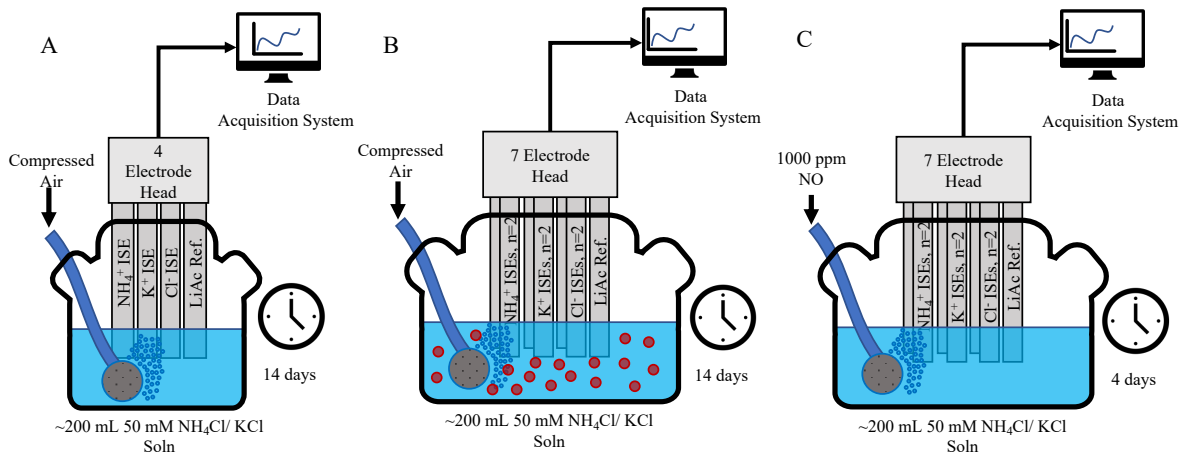 A
Data
Acquisition System
4
Electrode
Head
Compressed
Air
NH₄⁺ ISE
K⁺ ISE
Cl⁻ ISE
LiAc Ref.
14 days
~200 mL 50 mM NH₄Cl/ KCl
Soln
B
Data
Acquisition System
7 Electrode
Head
Compressed
Air
NH₄⁺ ISEs, n=2
K⁺ ISEs, n=2
Cl⁻ ISEs, n=2
LiAc Ref.
14 days
~200 mL 50 mM NH₄Cl/ KCl
Soln
C
Data
Acquisition System
7 Electrode
Head
1000 ppm
NO
NH₄⁺ ISEs, n=2
K⁺ ISEs, n=2
Cl⁻ ISEs, n=2
LiAc Ref.
4 days
~200 mL 50 mM NH₄Cl/ KCl
Soln